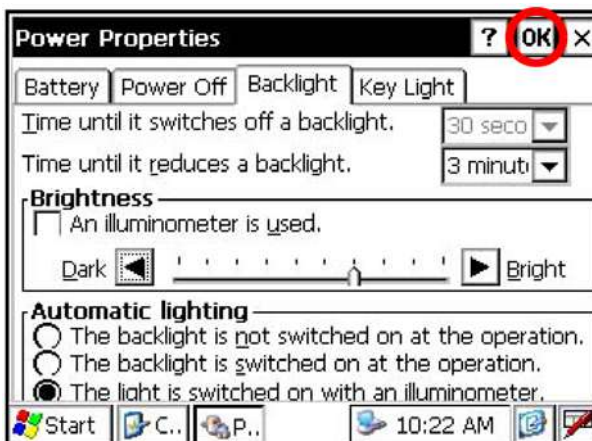 Power Properties ? OK ×
Battery Power Off Backlight Key Light
Time until it switches off a backlight. 30 seco
Time until it reduces a backlight. 3 minut
Brightness
An illuminometer is used.
Dark Bright
Automatic lighting
The backlight is not switched on at the operation.
The backlight is switched on at the operation.
The light is switched on with an illuminometer.
Start C.. P.. 10:22 AM